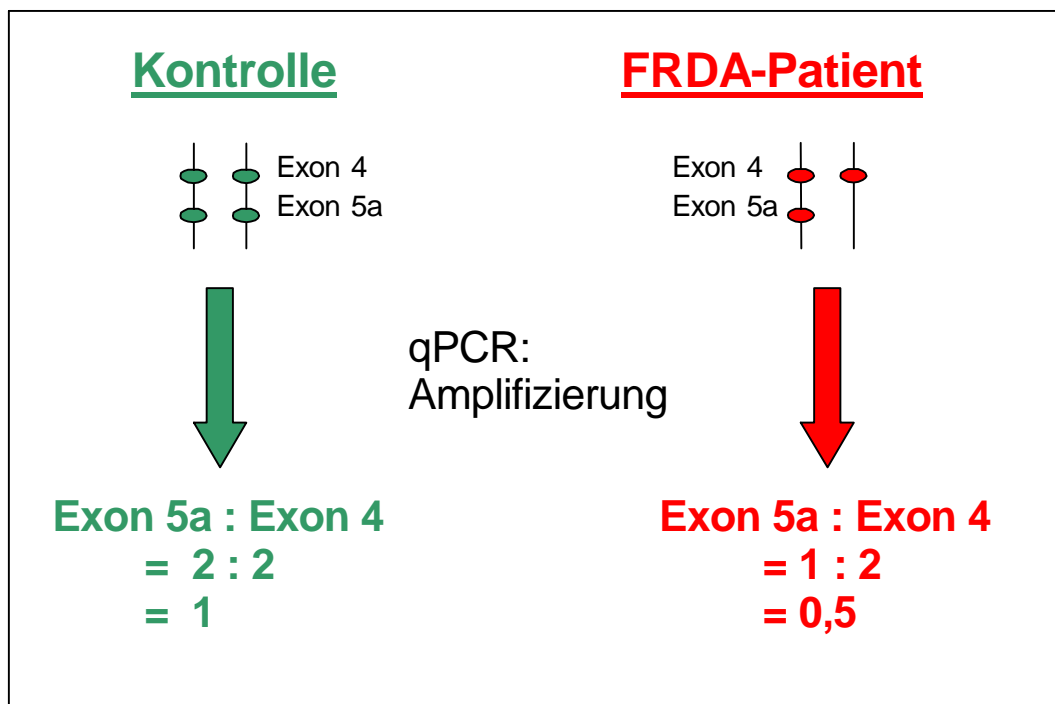 Kontrolle
Exon 4
Exon 5a
FRDA-Patient
Exon 4
Exon 5a
qPCR:
Amplifizierung
Exon 5a : Exon 4
= 2 : 2
= 1
Exon 5a : Exon 4
= 1 : 2
= 0,5